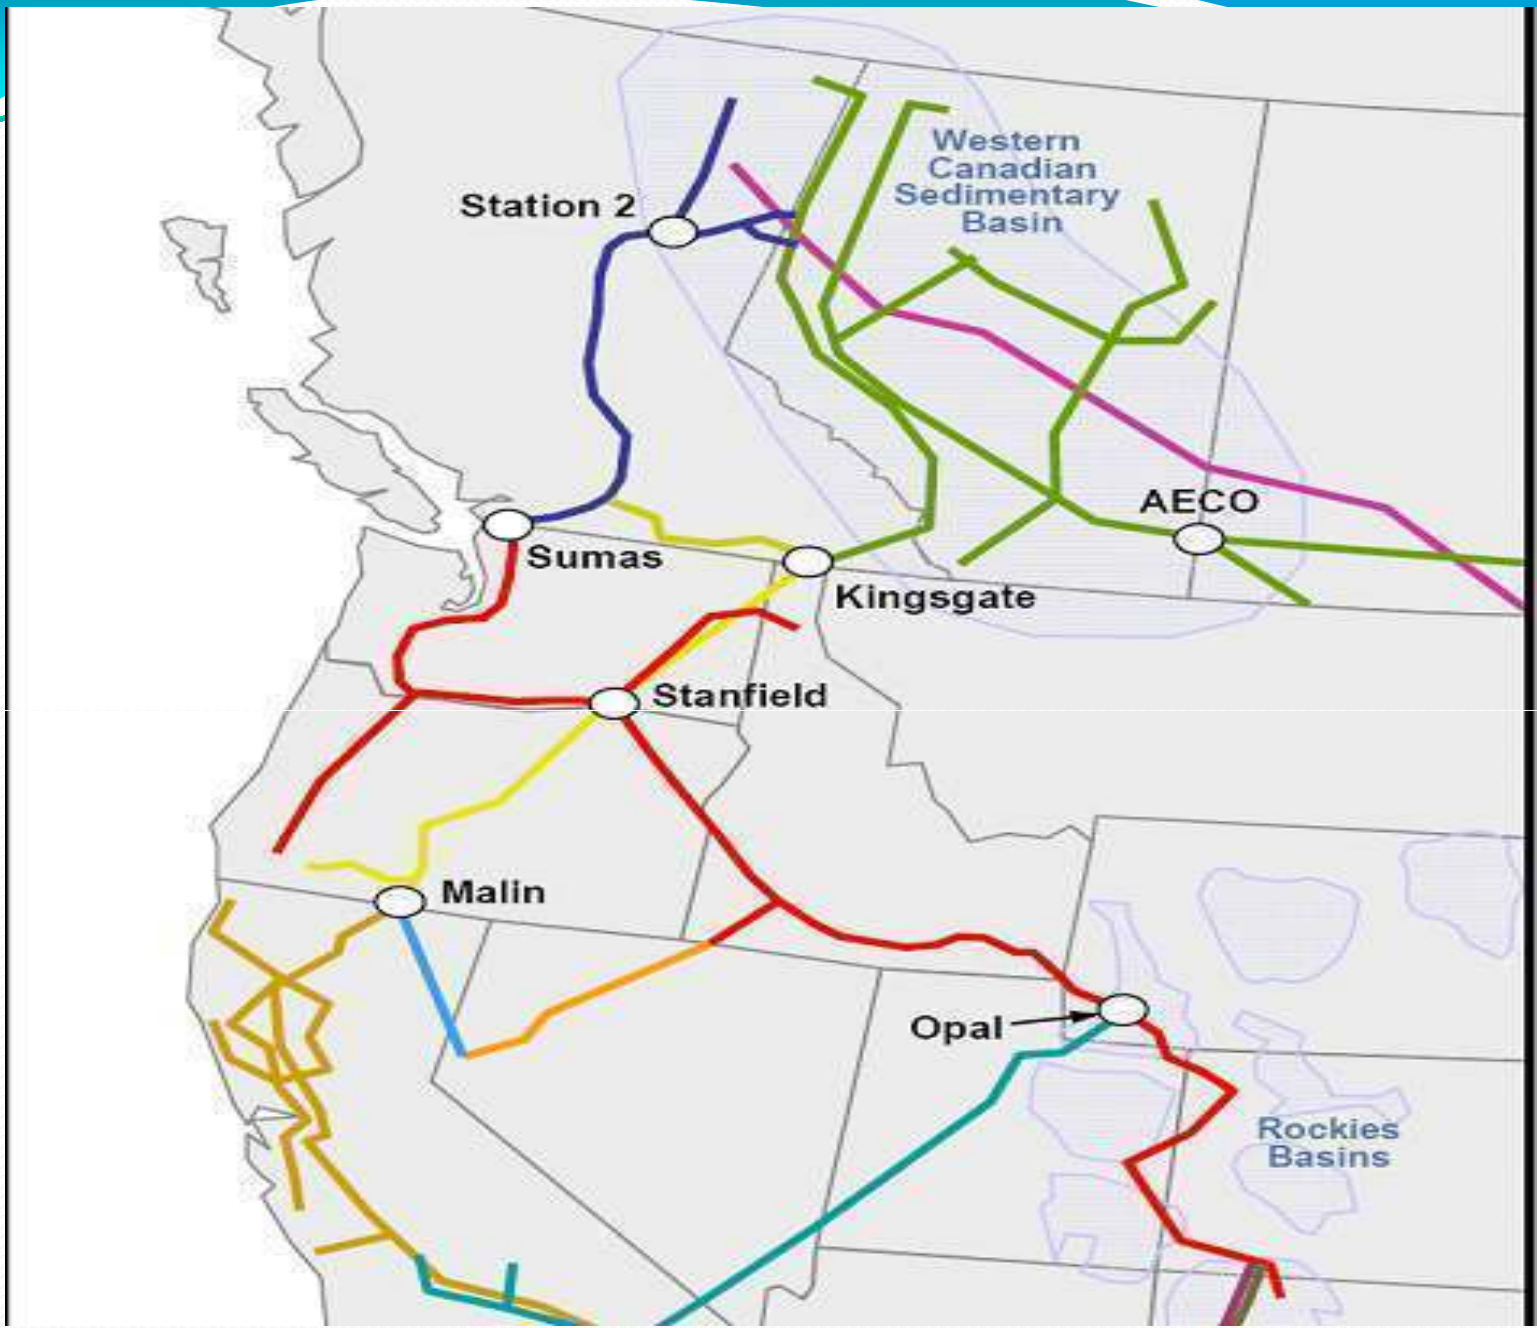 Western
Canadian
Sedimentary
Basin
Station 2
AECO
Sumas
Kingsgate
Stanfield
Malin
Opal
Rockies
Basins